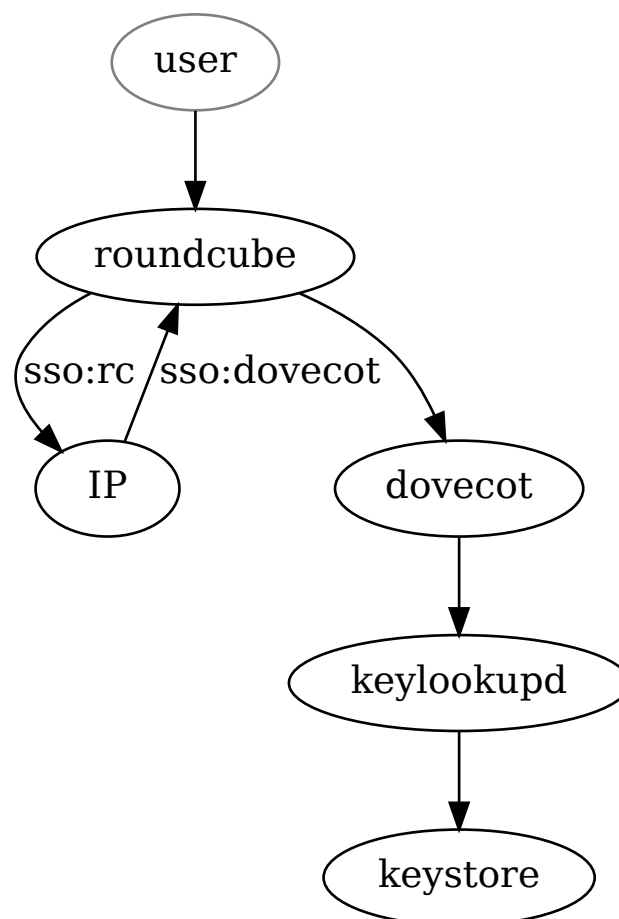 user
roundcube
sso:rc
sso:dovecot
IP
dovecot
keylookupd
keystore